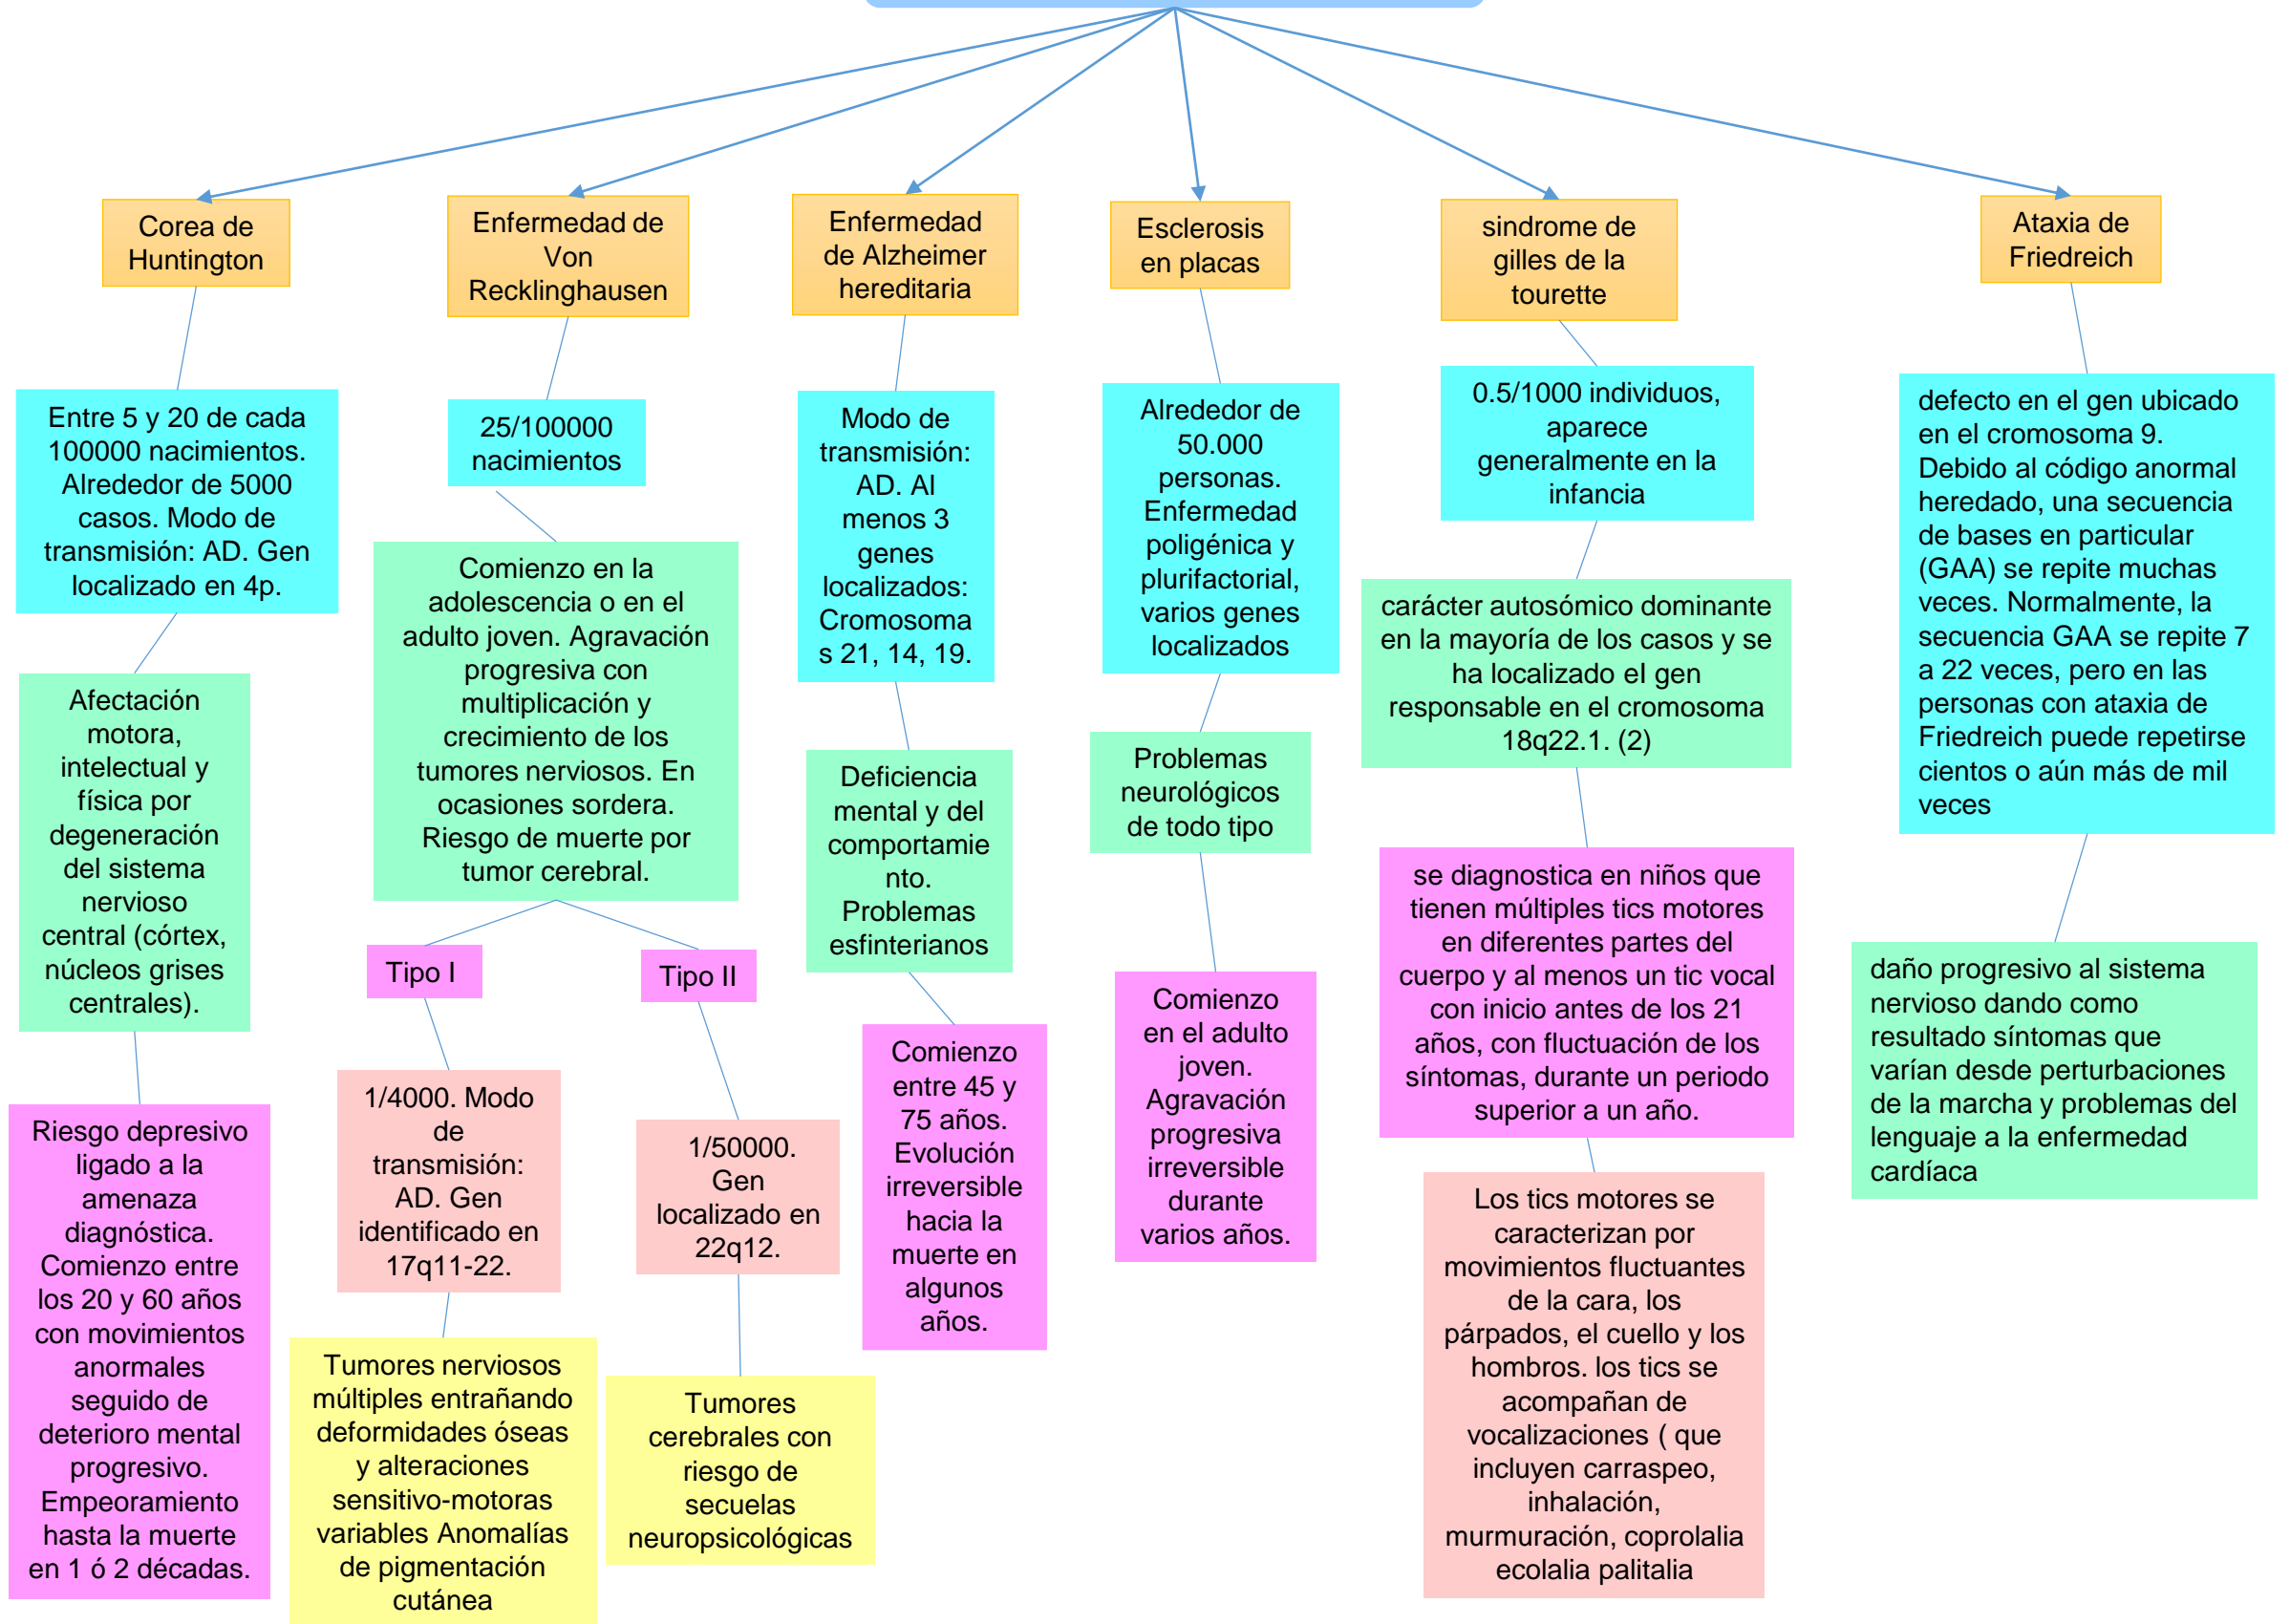 Corea de
Huntington
Enfermedad de
Von
Recklinghausen
Enfermedad
de Alzheimer
hereditaria
Esclerosis
en placas
sindrome de
gilles de la
tourette
Ataxia de
Friedreich
Entre 5 y 20 de cada
100000 nacimientos.
Alrededor de 5000
casos. Modo de
transmisión: AD. Gen
localizado en 4p.
Afectación
motora,
intelectual y
física por
degeneración
del sistema
nervioso
central (córtex,
núcleos grises
centrales).
Riesgo depresivo
ligado a la
amenaza
diagnóstica.
Comienzo entre
los 20 y 60 años
con movimientos
anormales
seguido de
deterioro mental
progresivo.
Empeoramiento
hasta la muerte
en 1 ó 2 décadas.
25/100000
nacimientos
Comienzo en la
adolescencia o en el
adulto joven. Agravación
progresiva con
multiplicación y
crecimiento de los
tumores nerviosos. En
ocasiones sordera.
Riesgo de muerte por
tumor cerebral.
Tipo I
1/4000. Modo
de
transmisión:
AD. Gen
identificado en
17q11-22.
Tumores nerviosos
múltiples entrañando
deformidades óseas
y alteraciones
sensitivo-motoras
variables Anomalías
de pigmentación
cutánea
Tipo II
1/50000.
Gen
localizado en
22q12.
Tumores
cerebrales con
riesgo de
secuelas
neuropsicológicas
Modo de
transmisión:
AD. Al
menos 3
genes
localizados:
Cromosoma
s 21, 14, 19.
Deficiencia
mental y del
comportamie
nto.
Problemas
esfinterianos
Comienzo
entre 45 y
75 años.
Evolución
irreversible
hacia la
muerte en
algunos
años.
Alrededor de
50.000
personas.
Enfermedad
poligénica y
plurifactorial,
varios genes
localizados
Problemas
neurológicos
de todo tipo
Comienzo
en el adulto
joven.
Agravación
progresiva
irreversible
durante
varios años.
0.5/1000 individuos,
aparece
generalmente en la
infancia
carácter autosómico dominante
en la mayoría de los casos y se
ha localizado el gen
responsable en el cromosoma
18q22.1. (2)
se diagnostica en niños que
tienen múltiples tics motores
en diferentes partes del
cuerpo y al menos un tic vocal
con inicio antes de los 21
años, con fluctuación de los
síntomas, durante un periodo
superior a un año.
Los tics motores se
caracterizan por
movimientos fluctuantes
de la cara, los
párpados, el cuello y los
hombros. los tics se
acompañan de
vocalizaciones ( que
incluyen carraspeo,
inhalación,
murmuración, coprolalia
ecolalia palitalia
defecto en el gen ubicado
en el cromosoma 9.
Debido al código anormal
heredado, una secuencia
de bases en particular
(GAA) se repite muchas
veces. Normalmente, la
secuencia GAA se repite 7
a 22 veces, pero en las
personas con ataxia de
Friedreich puede repetirse
cientos o aún más de mil
veces
daño progresivo al sistema
nervioso dando como
resultado síntomas que
varían desde perturbaciones
de la marcha y problemas del
lenguaje a la enfermedad
cardíaca